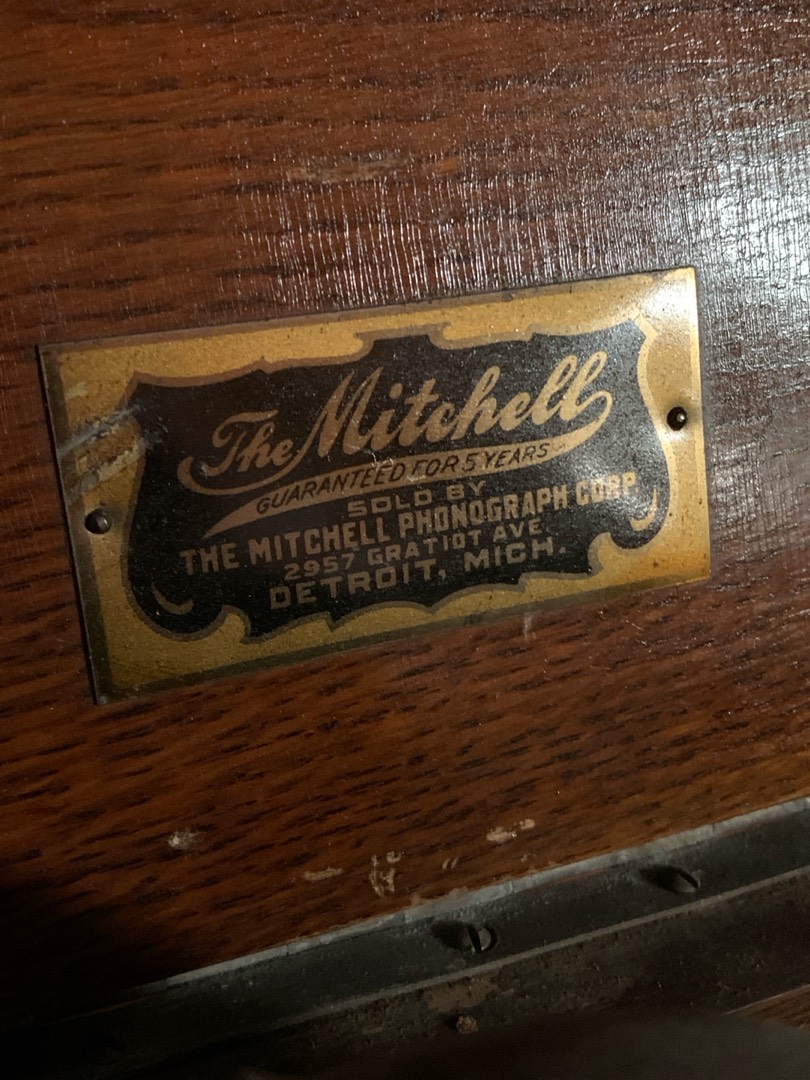 The Mitchell
GUARANTEED FOR 5 YEARS
SOLD BY
THE MITCHELL PHONOGRAPH CORP.
2957 GRATIOT AVE.
DETROIT, MICH.